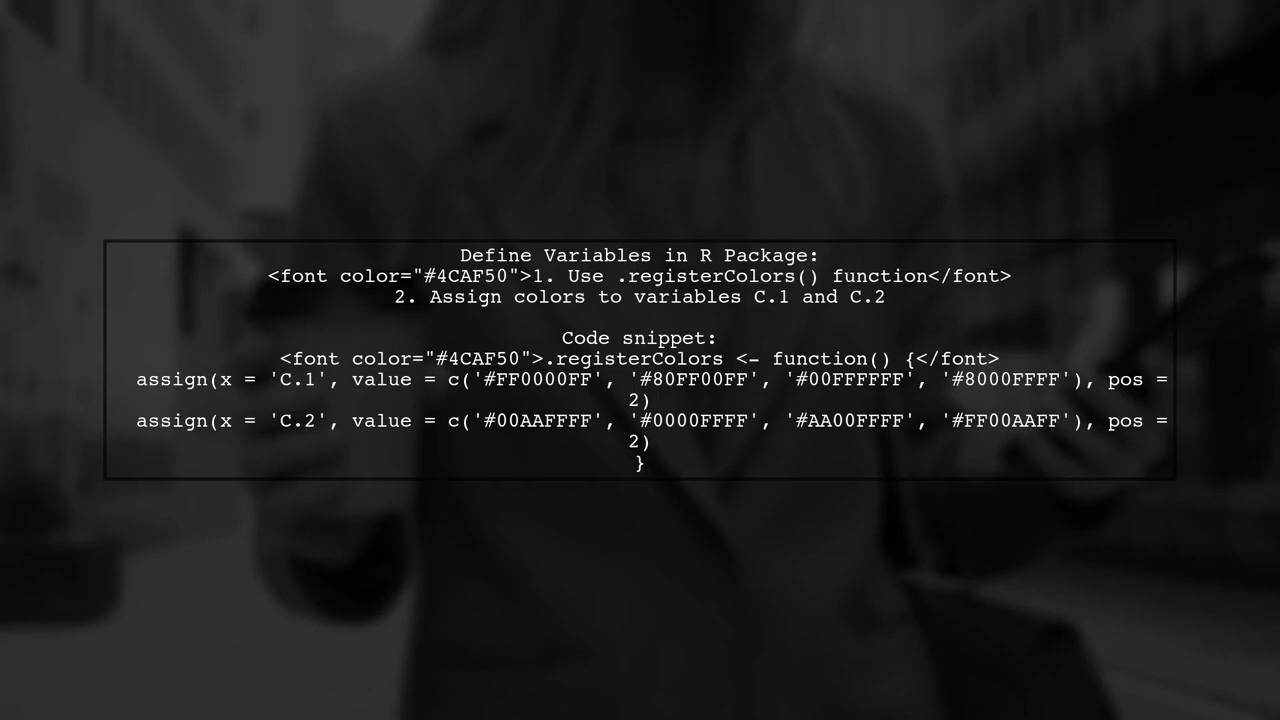 Define Variables in R Package:
<font color="#4CAF50">1. Use .registerColors() function</font>
2. Assign colors to variables C.1 and C.2
Code snippet:
<font color="#4CAF50">.registerColors <- function() {</font>
assign(x = 'C.1', value = c('#FF0000FF', '#80FF00FF', '#00FFFFFF', '#8000FFFF'), pos =
2)
assign(x = 'C.2', value = c('#00AAFFFF', '#0000FFFF', '#AA00FFFF', '#FF00AAFF'), pos =
2)
}